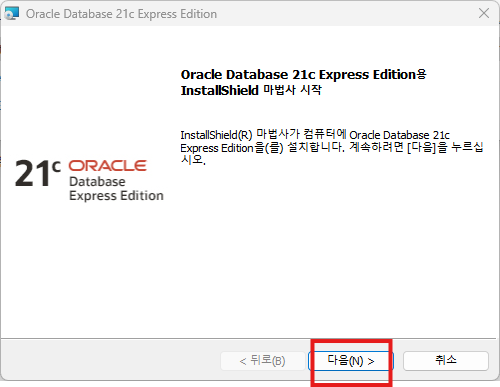 Oracle Database 21c Express Edition
Oracle Database 21c Express Edition용
InstallShield 마법사 시작
InstallShield(R) 마법사가 컴퓨터에 Oracle Database 21c
Express Edition을(를) 설치합니다. 계속하려면 [다음]을 누르십
시오.
21c ORACLE
Database
Express Edition
< 뒤로(B)
다음(N) >
취소